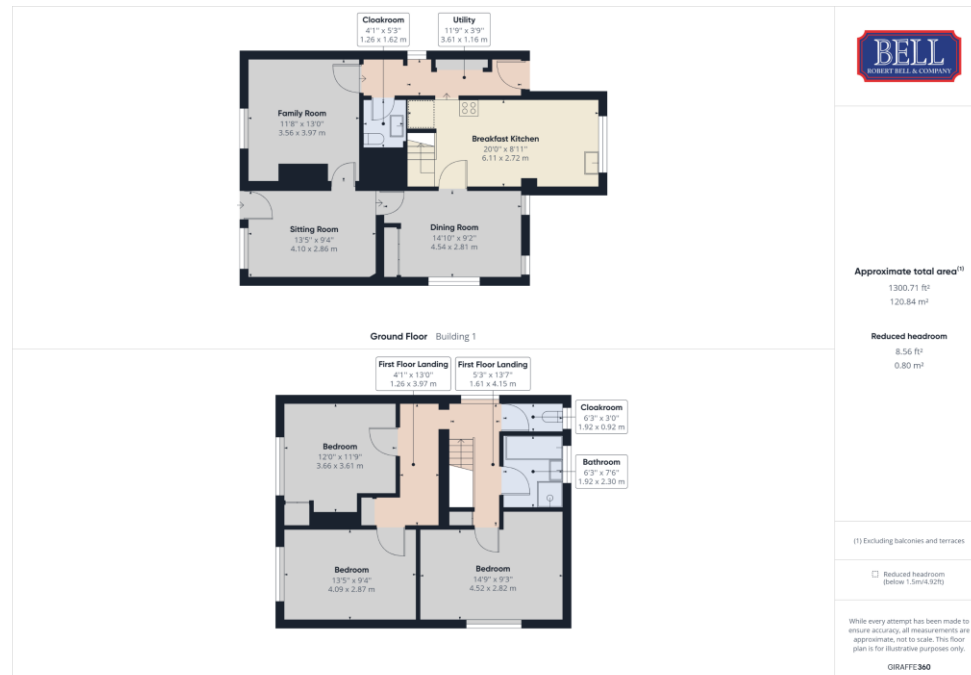 Cloakroom
4'1" x 5'3"
1.26 x 1.62 m
Utility
11'9" x 3'9"
3.61 x 1.16 m
Family Room
11'8" x 13'0"
3.56 x 3.97 m
Breakfast Kitchen
20'0" x 8'11"
6.11 x 2.72 m
Sitting Room
13'5" x 9'4"
4.10 x 2.86 m
Dining Room
14'10" x 9'2"
4.54 x 2.81 m
Ground Floor Building 1
First Floor Landing
4'1" x 13'0"
1.26 x 3.97 m
First Floor Landing
5'3" x 13'7"
1.61 x 4.15 m
Cloakroom
6'3" x 3'0"
1.92 x 0.92 m
Bedroom
12'0" x 11'9"
3.66 x 3.61 m
Bathroom
6'3" x 7'6"
1.92 x 2.30 m
Bedroom
13'5" x 9'4"
4.09 x 2.87 m
Bedroom
14'9" x 9'3"
4.52 x 2.82 m
BELL
ROBERT BELL & COMPANY
Approximate total area(1)
1300.71 ft²
120.84 m²
Reduced headroom
8.56 ft²
0.80 m²
(1) Excluding balconies and terraces
Reduced headroom
(below 1.5m/4.92ft)
While every attempt has been made to
ensure accuracy, all measurements are
approximate, not to scale. This floor
plan is for illustrative purposes only.
GIRAFFE360